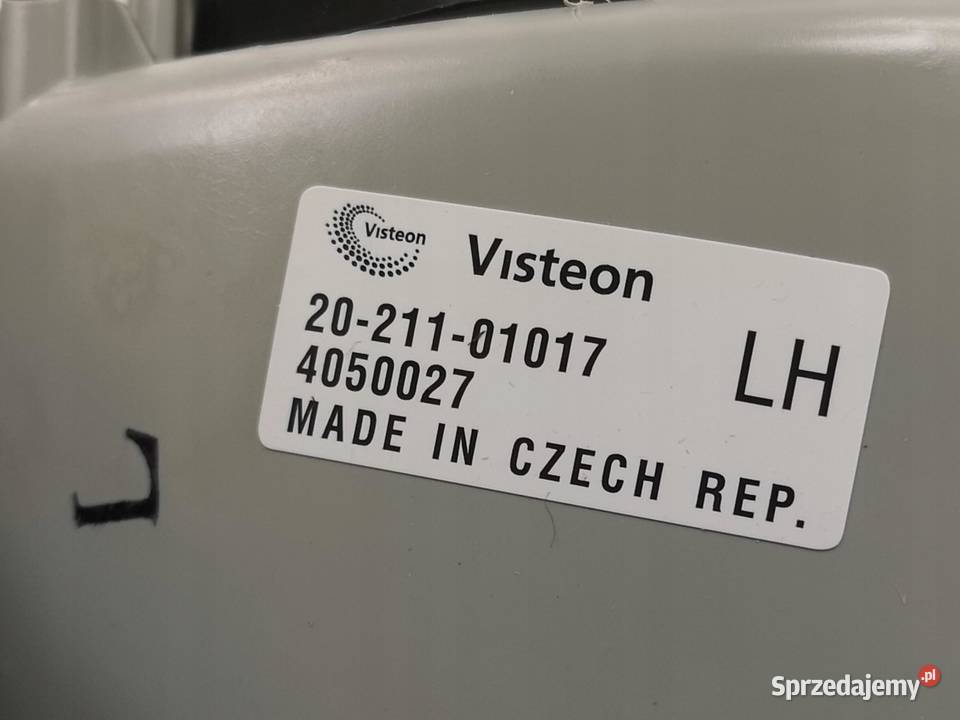 Visteon
Visteon
20-211-01017
LH
4050027
MADE IN CZECH REP.
L
Sprzedajemy.pl